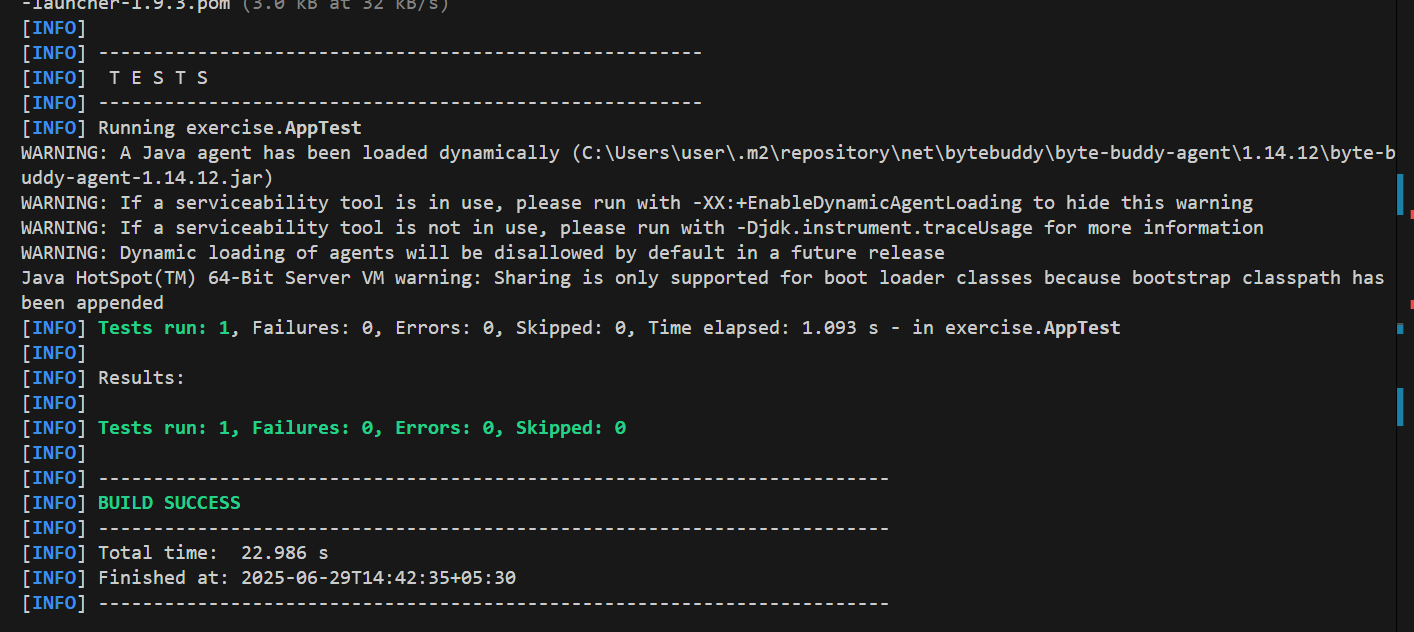 -launcher-1.9.3.pom (3.0 kB at 32 kB/s)
[INFO]
[INFO] -------------------------------------------------------
[INFO]  T E S T S
[INFO] -------------------------------------------------------
[INFO] Running exercise.AppTest
WARNING: A Java agent has been loaded dynamically (C:\Users\user\.m2\repository\net\bytebuddy\byte-buddy-agent\1.14.12\byte-b
uddy-agent-1.14.12.jar)
WARNING: If a serviceability tool is in use, please run with -XX:+EnableDynamicAgentLoading to hide this warning
WARNING: If a serviceability tool is not in use, please run with -Djdk.instrument.traceUsage for more information
WARNING: Dynamic loading of agents will be disallowed by default in a future release
Java HotSpot(TM) 64-Bit Server VM warning: Sharing is only supported for boot loader classes because bootstrap classpath has
been appended
[INFO] Tests run: 1, Failures: 0, Errors: 0, Skipped: 0, Time elapsed: 1.093 s - in exercise.AppTest
[INFO]
[INFO] Results:
[INFO]
[INFO] Tests run: 1, Failures: 0, Errors: 0, Skipped: 0
[INFO]
[INFO] ------------------------------------------------------------------------
[INFO] BUILD SUCCESS
[INFO] ------------------------------------------------------------------------
[INFO] Total time:  22.986 s
[INFO] Finished at: 2025-06-29T14:42:35+05:30
[INFO] ------------------------------------------------------------------------